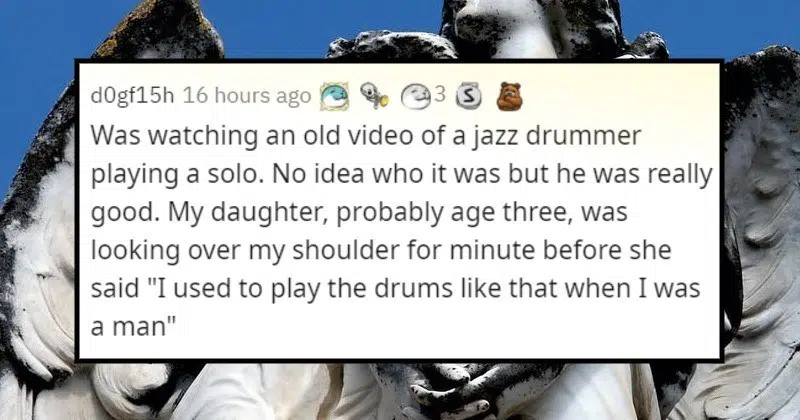 d0gf15h 16 hours ago 3 S
Was watching an old video of a jazz drummer
playing a solo. No idea who it was but he was really
good. My daughter, probably age three, was
looking over my shoulder for minute before she
said "I used to play the drums like that when I was
a man"